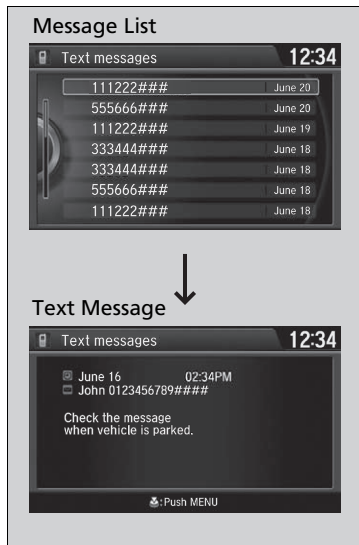 Message List
Text messages 12:34
111222### June 20
555666### June 20
111222### June 19
333444### June 18
333444### June 18
555666### June 18
111222### June 18
Text Message
Text messages 12:34
June 16 02:34PM
John 0123456789####
Check the message
when vehicle is parked.
:Push MENU